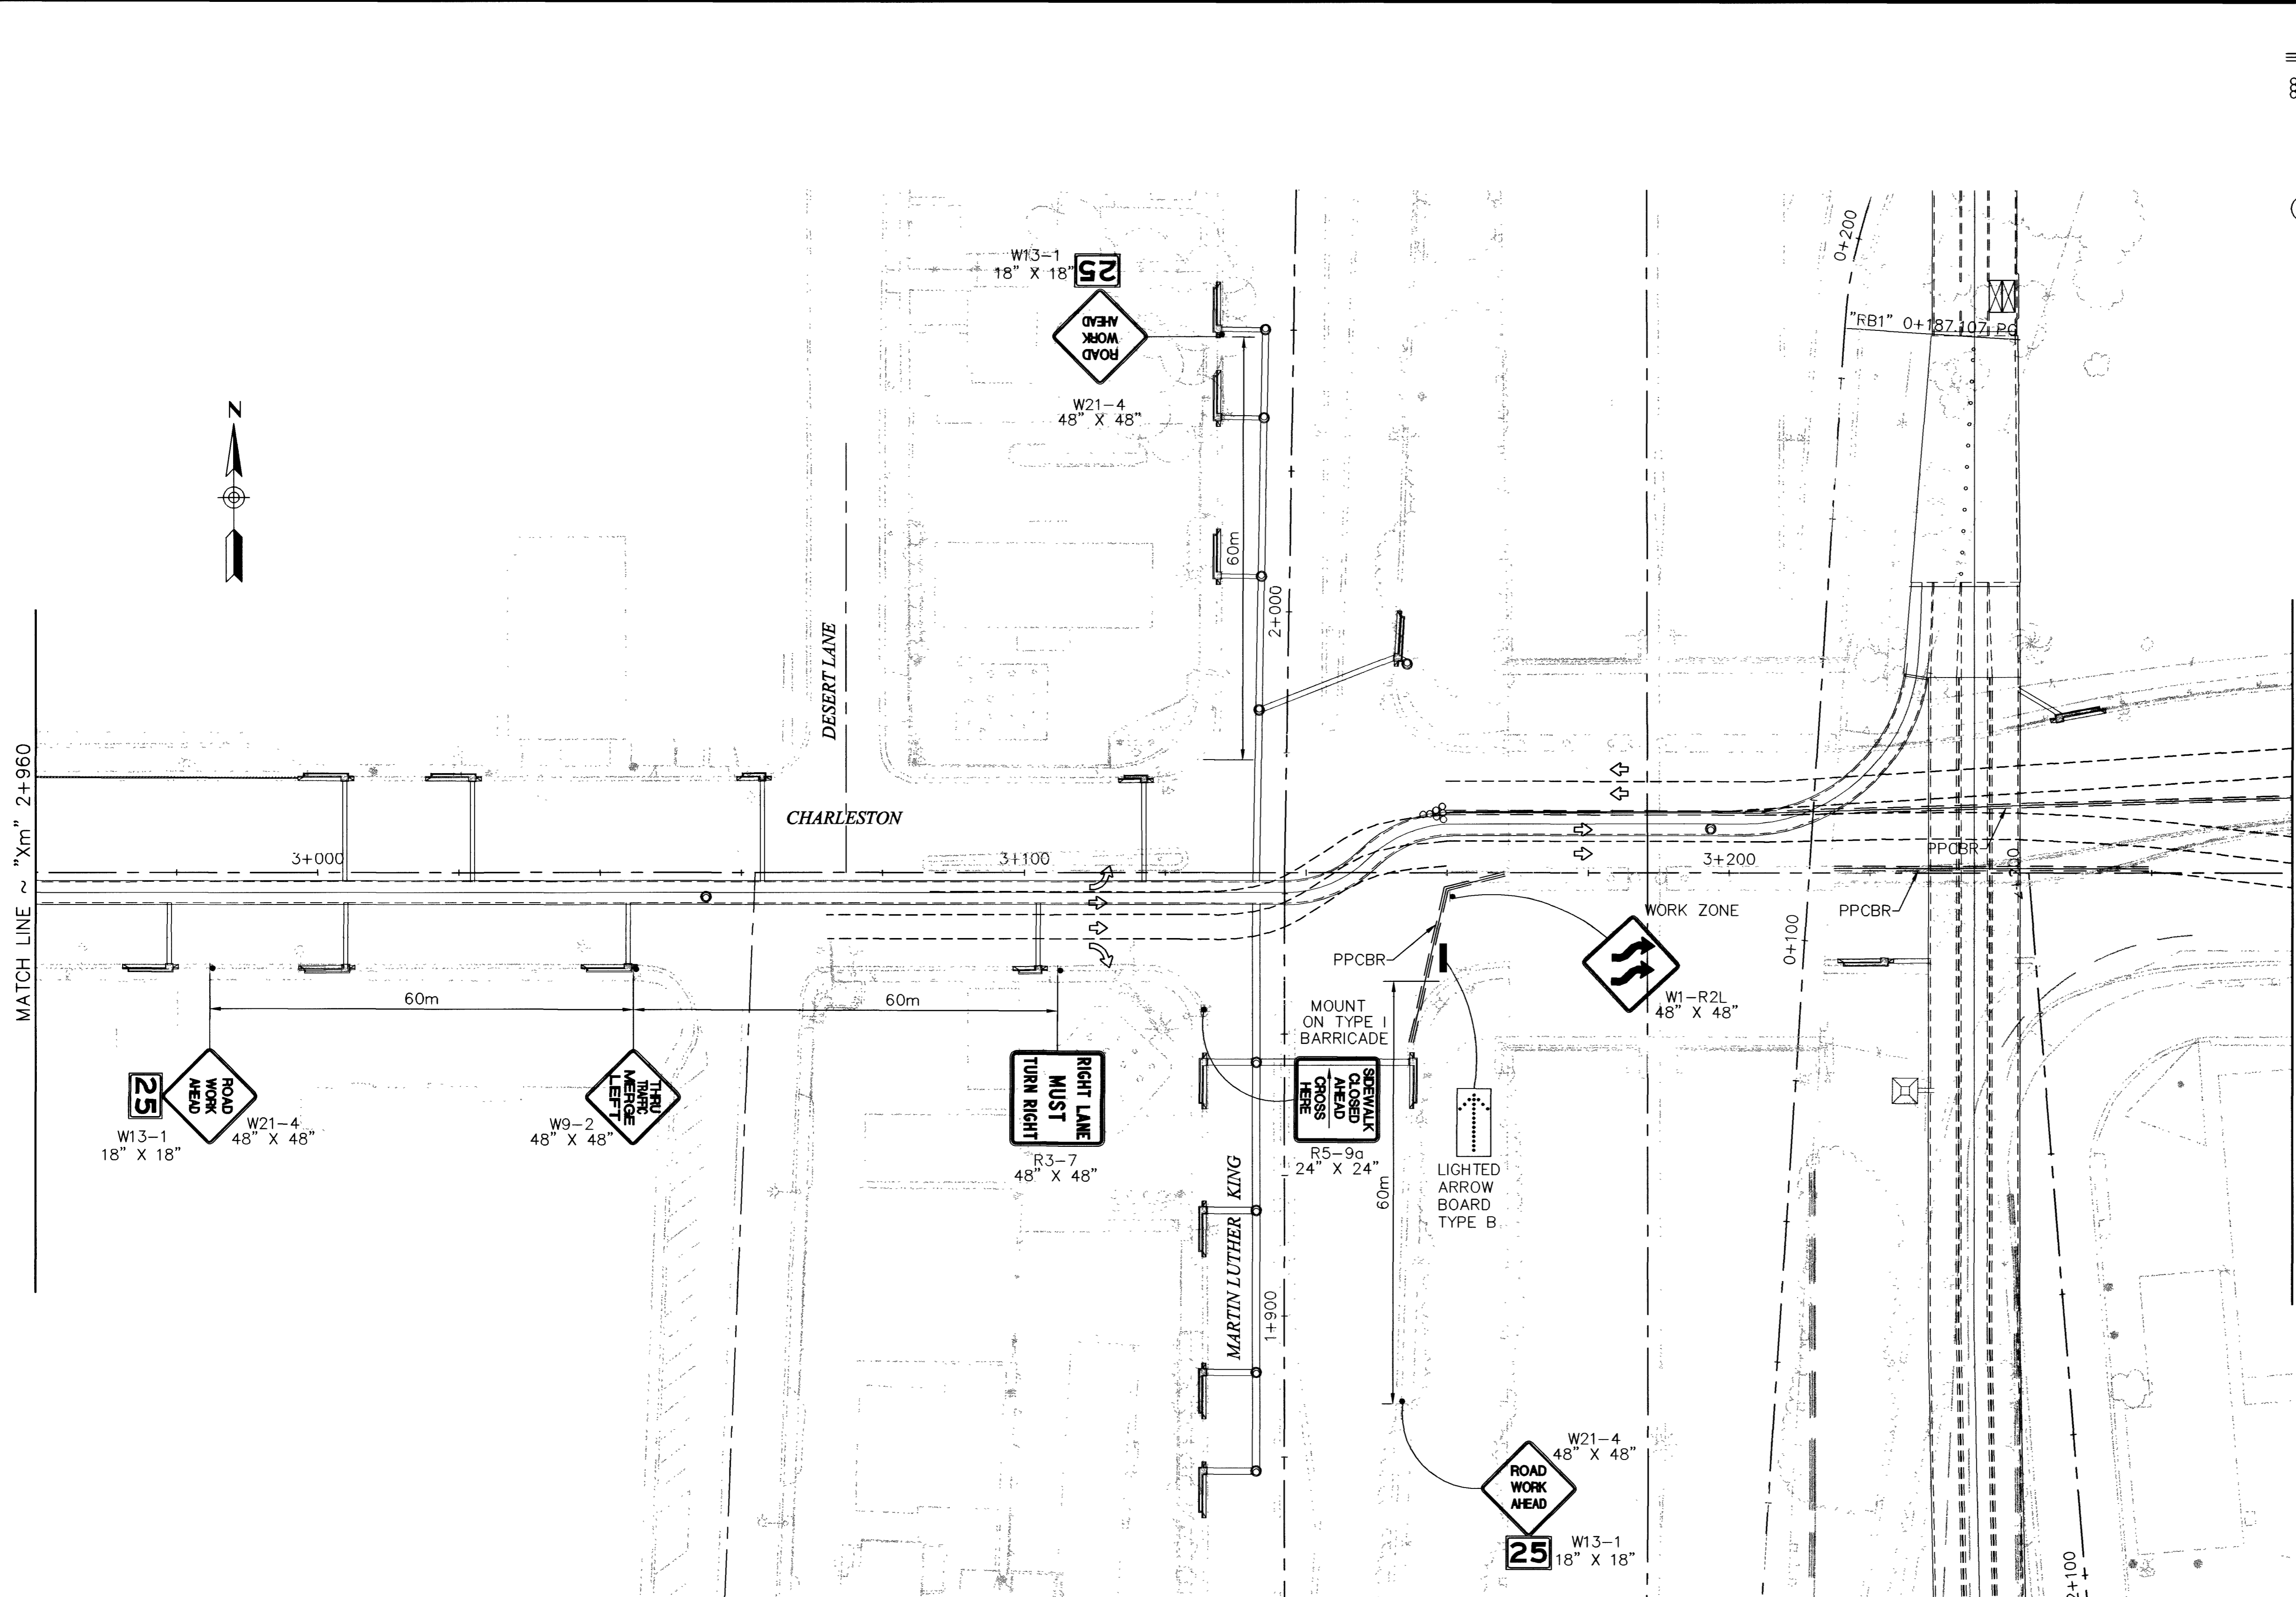 W13-1
18" X 18"
25
ROAD
WORK
AHEAD
W21-4
48" X 48"
60m
2+000
0+200
"RB1" 0+187.107 PC
N
DESERT LANE
CHARLESTON
MATCH LINE ~ "Xm" 2+960
3+000
3+100
3+200
PPCBR
PPCBR
WORK ZONE
0+100
PPCBR
W1-R2L
48" X 48"
60m
60m
25
W13-1
18" X 18"
ROAD
WORK
AHEAD
W21-4
48" X 48"
THRU
TRAFFIC
MERGE
LEFT
W9-2
48" X 48"
RIGHT LANE
MUST
TURN RIGHT
R3-7
48" X 48"
MOUNT
ON TYPE I
BARRICADE
SIDEWALK
CLOSED
AHEAD
CROSS
HERE
R5-9a
24" X 24"
60m
LIGHTED
ARROW
BOARD
TYPE B
MARTIN LUTHER KING
1+900
W21-4
48" X 48"
ROAD
WORK
AHEAD
25
W13-1
18" X 18"
2+100